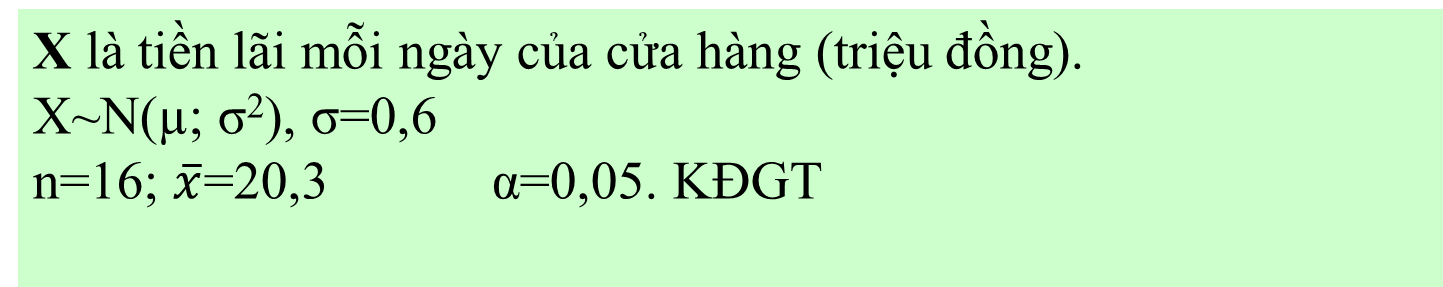 X là tiền lãi mỗi ngày của cửa hàng (triệu đồng).
X~N(μ; σ²), σ=0,6
n=16; x̄=20,3 α=0,05. KĐGT